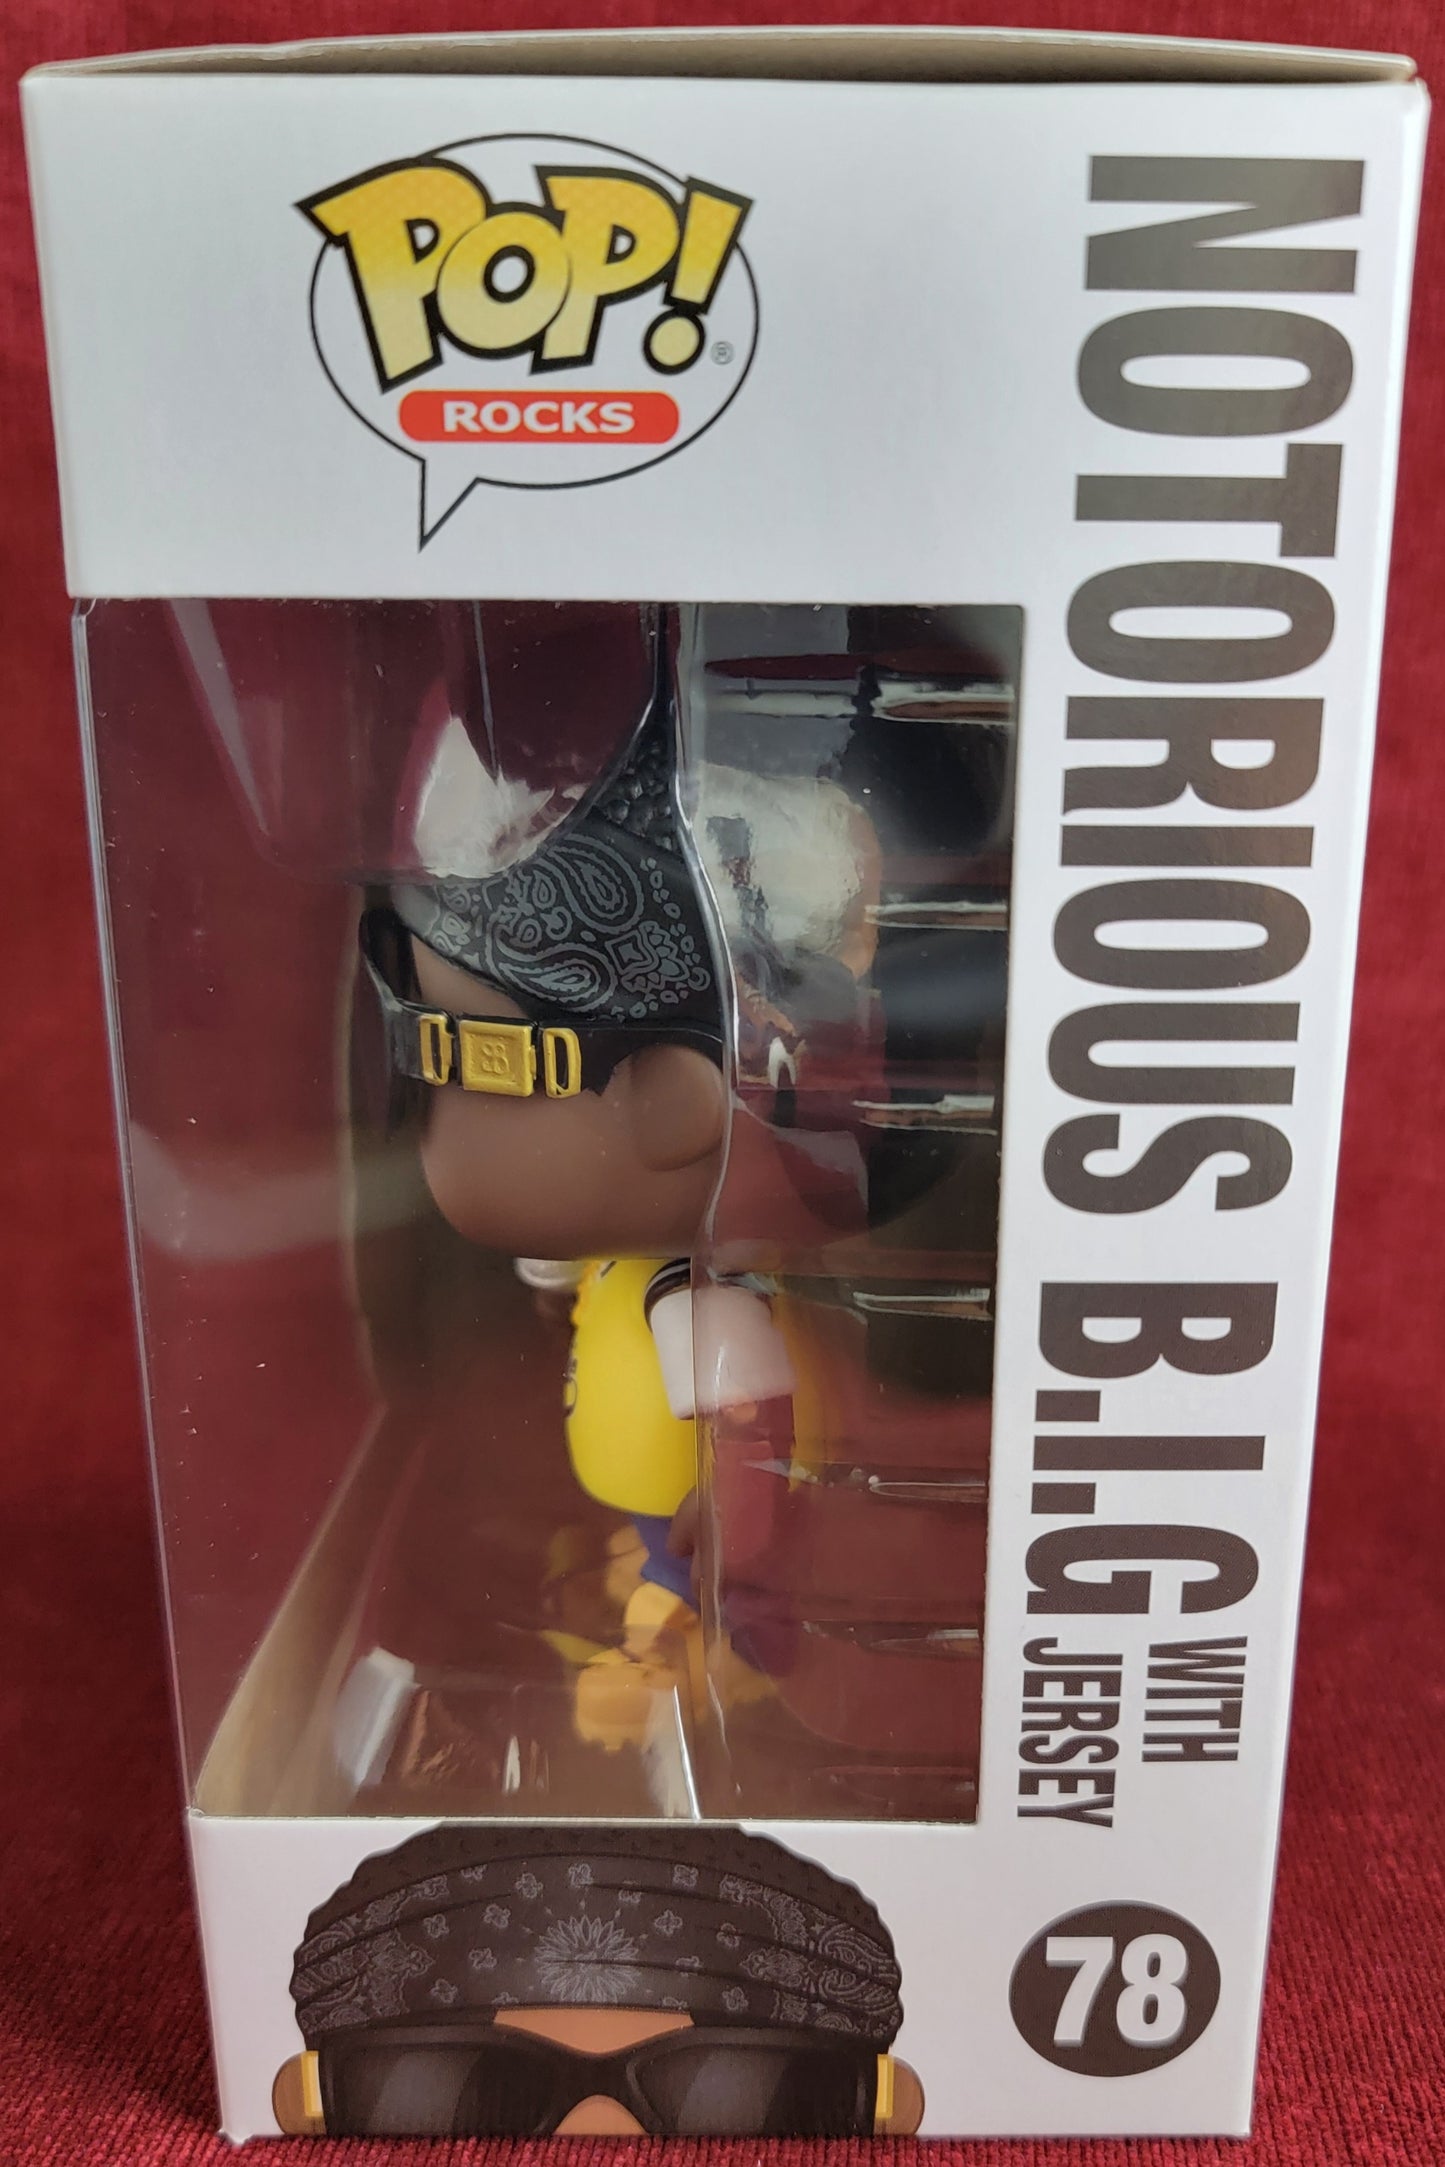 POP!
®
ROCKS
NOTORIOUS B.I.G WITH
JERSEY
78